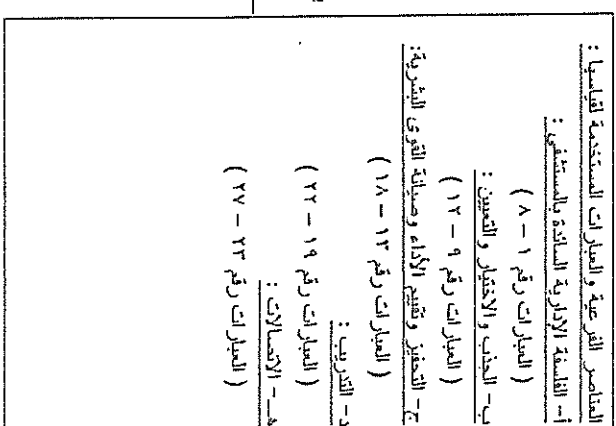 العناصر الفرعية والعبارات المستخدمة لقياسها :
أ- الفلسفة الإدارية السائدة بالمستشفى :
( العبارات رقم ١ – ٨ )
ب- الجذب والاختيار والتعيين :
( العبارات رقم ٩ – ١٢ )
ج- التحفيز وتقييم الأداء وصيانة القوى البشرية:
( العبارات رقم ١٣ – ١٨ )
د- التدريب :
( العبارات رقم ١٩ – ٢٢ )
هـ- الاتصالات :
( العبارات رقم ٢٣ – ٢٧ )